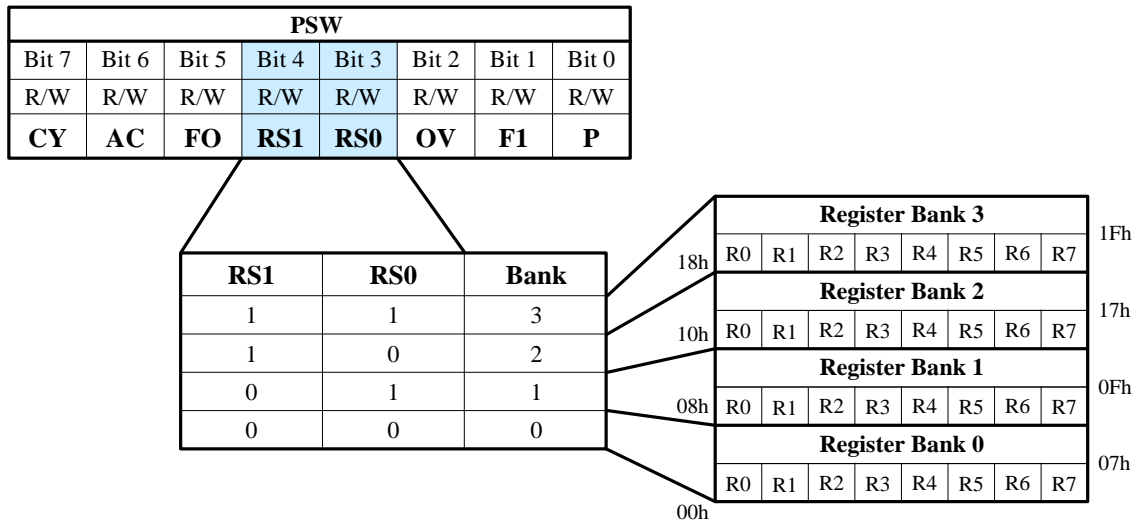 PSW
Bit 7 Bit 6 Bit 5 Bit 4 Bit 3 Bit 2 Bit 1 Bit 0
R/W R/W R/W R/W R/W R/W R/W R/W
CY AC FO RS1 RS0 OV F1 P
RS1 RS0 Bank
1 1 3
1 0 2
0 1 1
0 0 0
Register Bank 3
1Fh
18h R0 R1 R2 R3 R4 R5 R6 R7
Register Bank 2
17h
10h R0 R1 R2 R3 R4 R5 R6 R7
Register Bank 1
0Fh
08h R0 R1 R2 R3 R4 R5 R6 R7
Register Bank 0
07h
R0 R1 R2 R3 R4 R5 R6 R7
00h